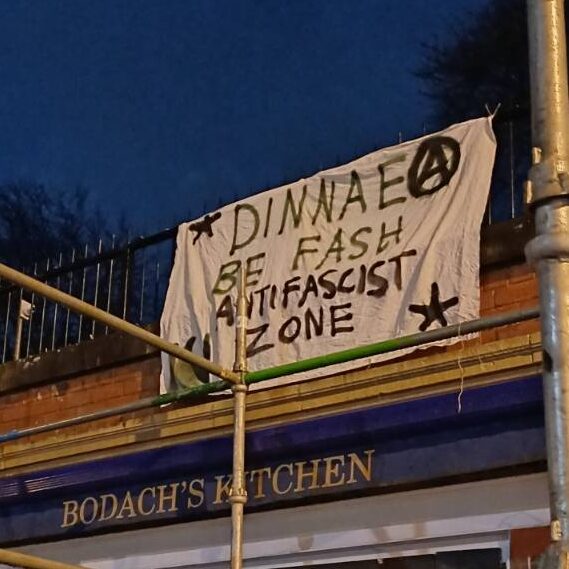 DINNAE Ⓐ
BE FASH
ANTIFASCIST
ZONE
BODACH'S KITCHEN